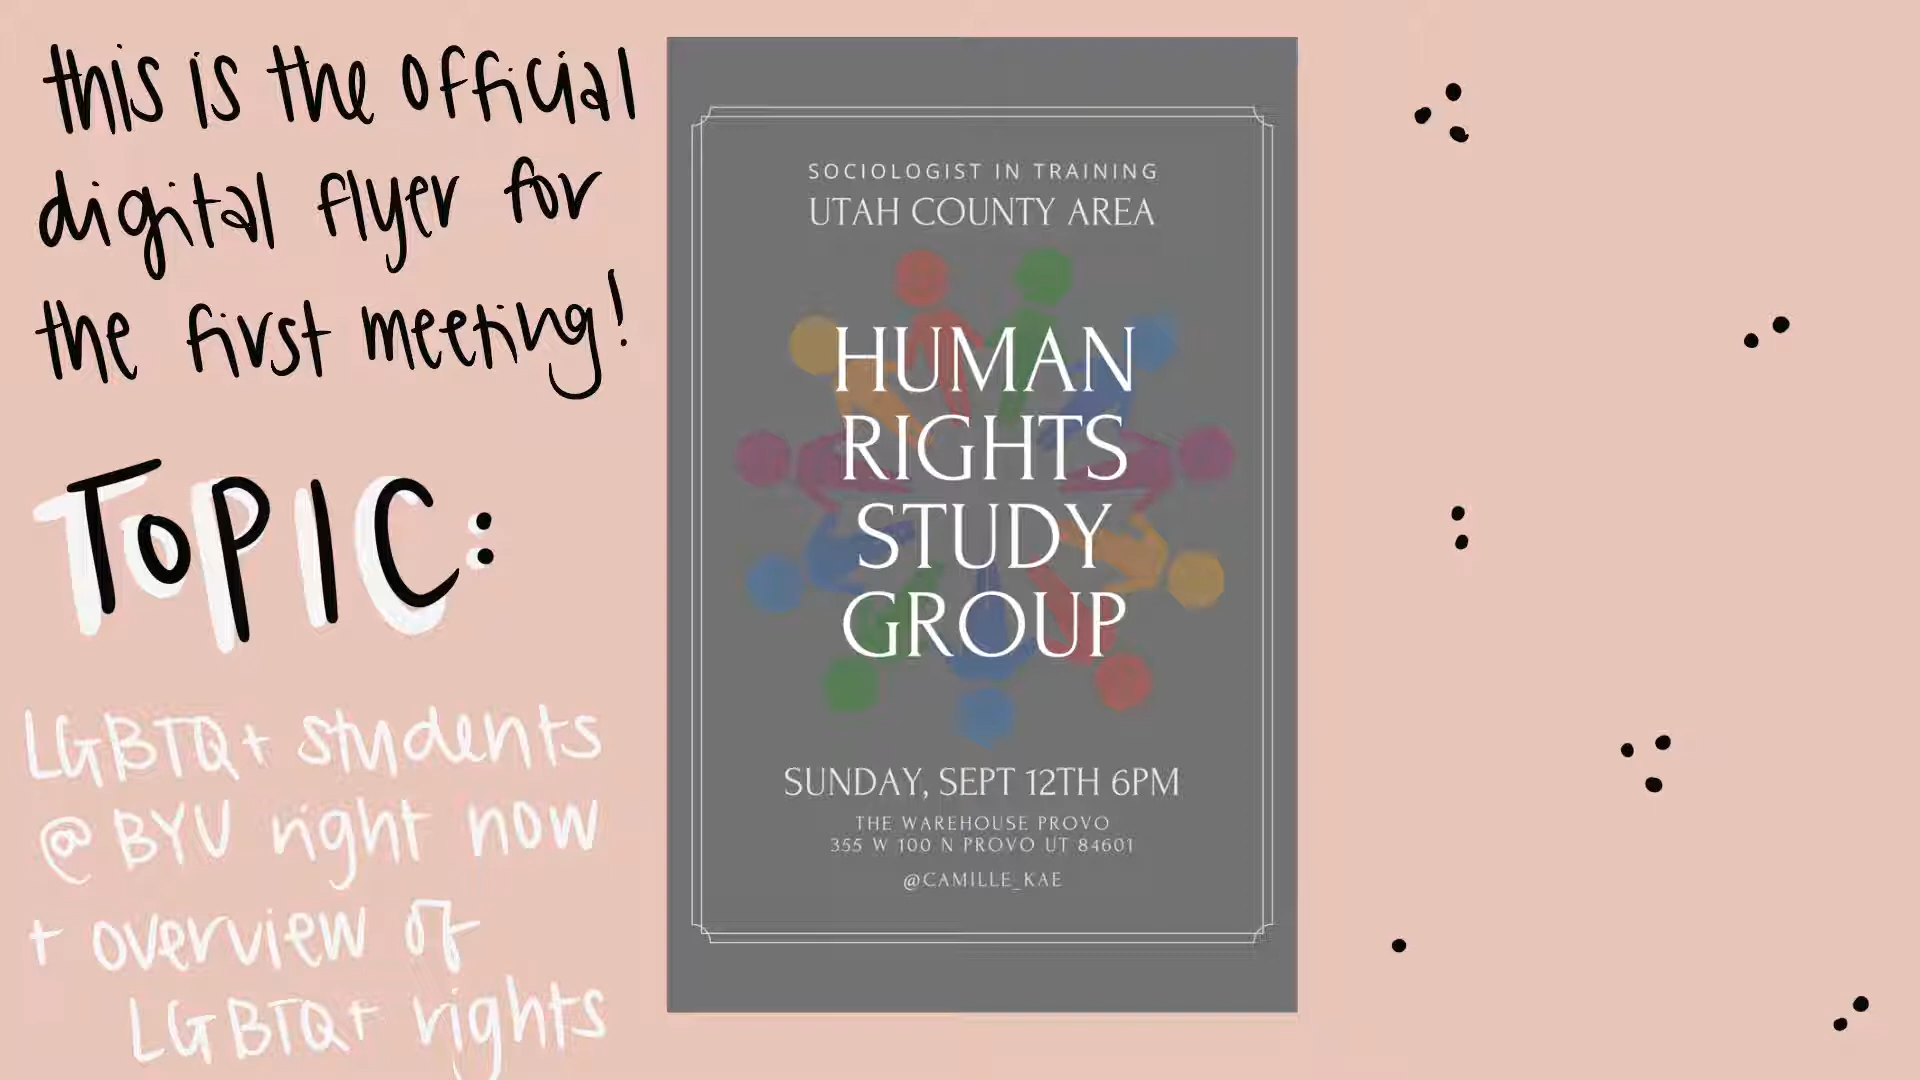 this is the official
digital flyer for
the first meeting!
TOPIC:
LGBTQ+ students
@ BYU right now
+ overview of
LGBTQ+ rights
SOCIOLOGIST IN TRAINING
UTAH COUNTY AREA
HUMAN
RIGHTS
STUDY
GROUP
SUNDAY, SEPT 12TH 6PM
THE WAREHOUSE PROVO
355 W 100 N PROVO UT 84601
@CAMILLE_KAE